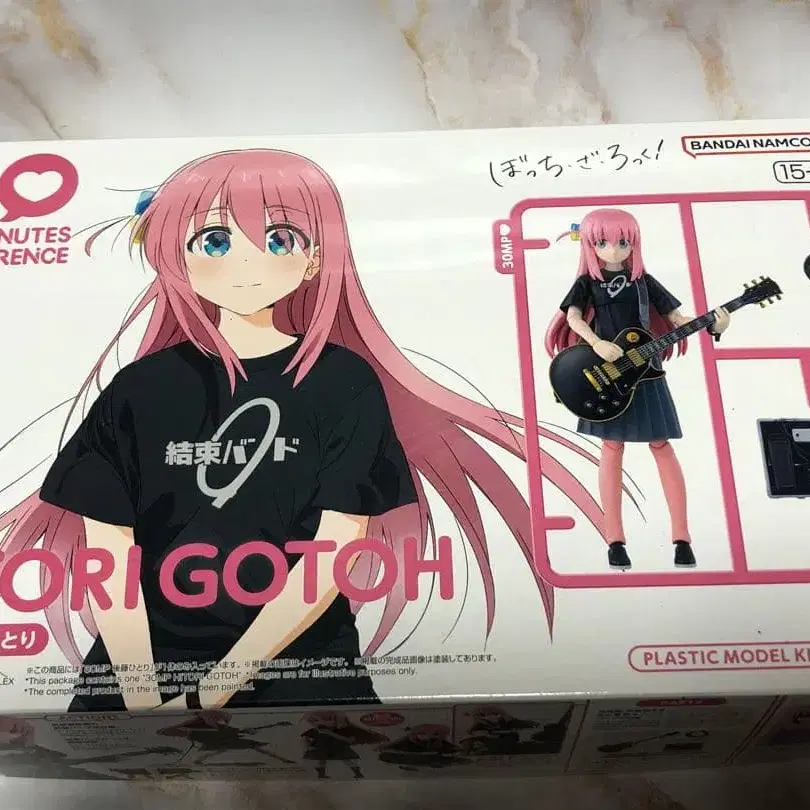 NUTES
RENCE
ぼっち・ざ・ろっく!
BANDAI NAMCO
15-
30MP
結束バンド
TORI GOTOH
とり
※この商品には「30MP 後藤ひとり」が1体のみ入っています。※掲載の画像はイメージです。※掲載の完成品画像は塗装してあります。
*This package contains one "30MP HITORI GOTOH" *Images are for illustrative purposes only.
*The completed product in the image has been painted.
LEX
PLASTIC MODEL KI
ACTION
PARTS